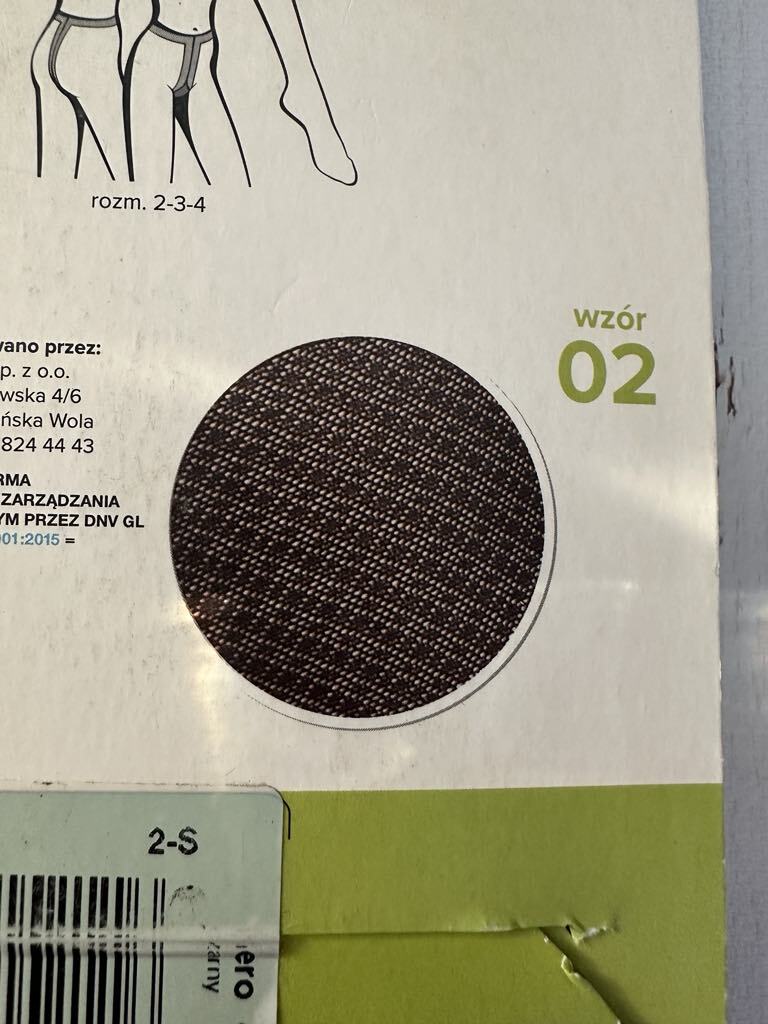 rozm. 2-3-4
wzór
02
wano przez:
p. z o.o.
wska 4/6
ńska Wola
824 44 43
RMA
ZARZĄDZANIA
YM PRZEZ DNV GL
001:2015 =
2-S
ero
zarny